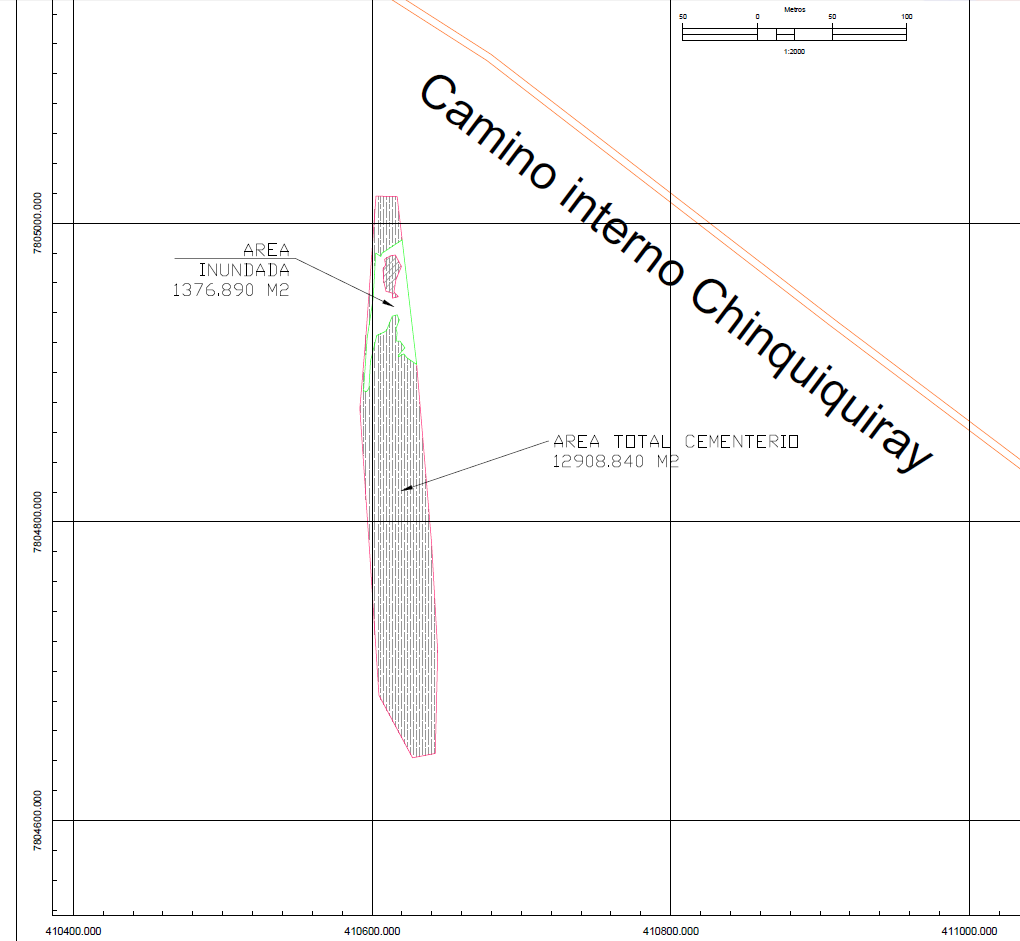 Metros
50 0 50 100
1:2000
Camino interno Chinquiquiray
7805000.000
AREA
INUNDADA
1376.890 M2
AREA TOTAL CEMENTERIO
12908.840 M2
7804800.000
7804600.000
410400.000 410600.000 410800.000 411000.000